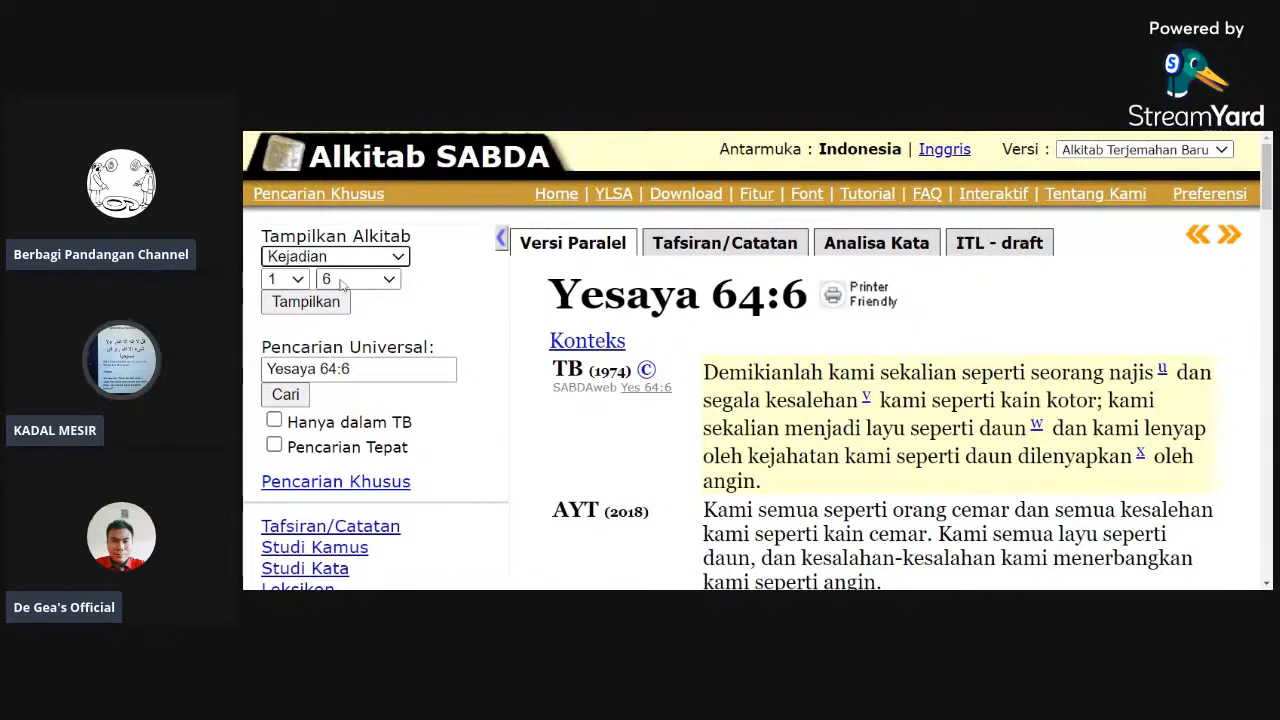 Powered by
StreamYard
Berbagi Pandangan Channel
KADAL MESIR
De Gea's Official
Alkitab SABDA
Antarmuka : Indonesia | Inggris Versi : Alkitab Terjemahan Baru
Pencarian Khusus Home | YLSA | Download | Fitur | Font | Tutorial | FAQ | Interaktif | Tentang Kami Preferensi
Tampilkan Alkitab
Kejadian
1 6
Tampilkan
Pencarian Universal:
Yesaya 64:6
Cari
Hanya dalam TB
Pencarian Tepat
Pencarian Khusus
Tafsiran/Catatan
Studi Kamus
Studi Kata
Leksikon
Versi Paralel Tafsiran/Catatan Analisa Kata ITL - draft
Yesaya 64:6 Printer Friendly
Konteks
TB (1974) ©
SABDAweb Yes 64:6
Demikianlah kami sekalian seperti seorang najis u dan
segala kesalehan v kami seperti kain kotor; kami
sekalian menjadi layu seperti daun w dan kami lenyap
oleh kejahatan kami seperti daun dilenyapkan x oleh
angin.
AYT (2018)
Kami semua seperti orang cemar dan semua kesalehan
kami seperti kain cemar. Kami semua layu seperti
daun, dan kesalahan-kesalahan kami menerbangkan
kami seperti angin.